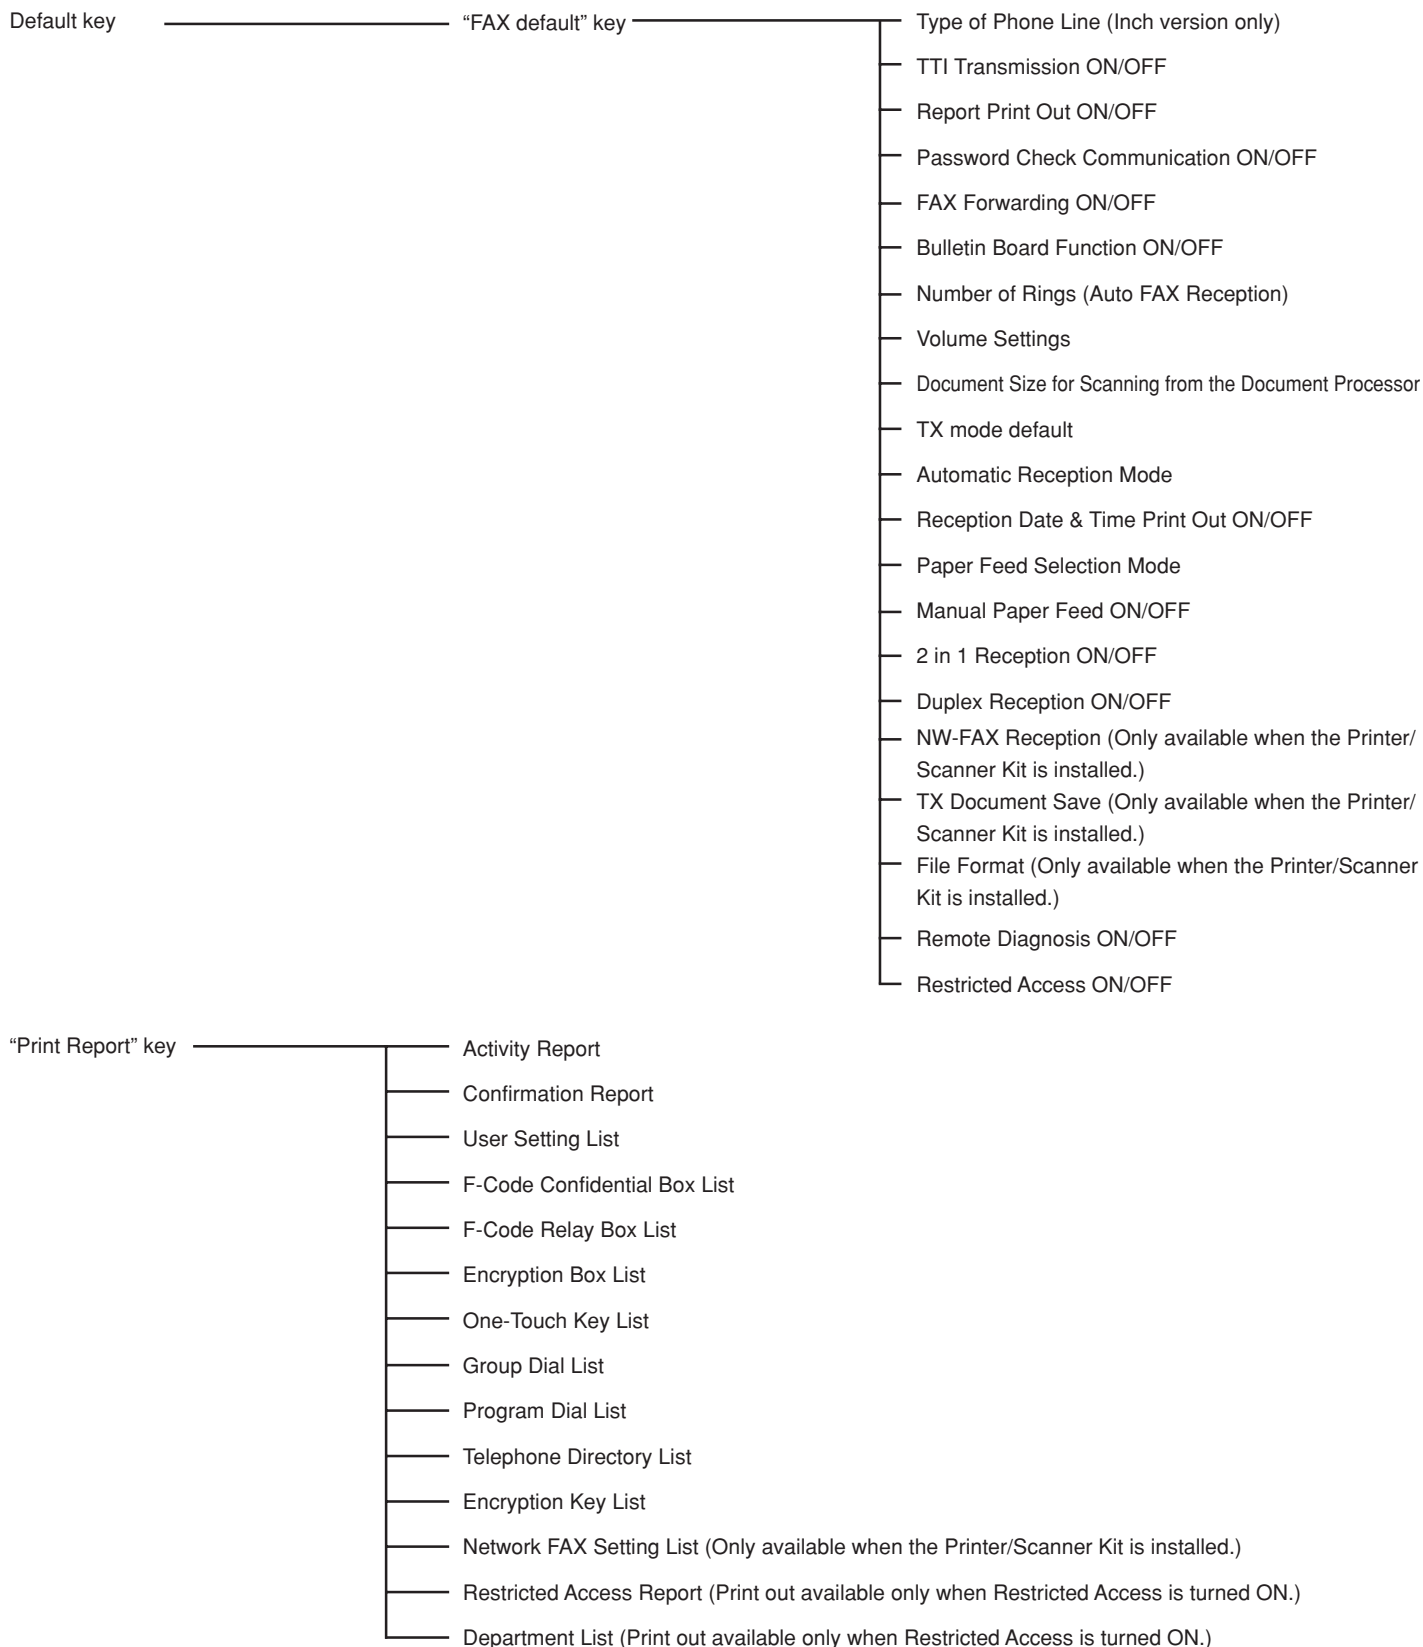 Default key
“FAX default” key
Type of Phone Line (Inch version only)
TTI Transmission ON/OFF
Report Print Out ON/OFF
Password Check Communication ON/OFF
FAX Forwarding ON/OFF
Bulletin Board Function ON/OFF
Number of Rings (Auto FAX Reception)
Volume Settings
Document Size for Scanning from the Document Processor
TX mode default
Automatic Reception Mode
Reception Date & Time Print Out ON/OFF
Paper Feed Selection Mode
Manual Paper Feed ON/OFF
2 in 1 Reception ON/OFF
Duplex Reception ON/OFF
NW-FAX Reception (Only available when the Printer/
Scanner Kit is installed.)
TX Document Save (Only available when the Printer/
Scanner Kit is installed.)
File Format (Only available when the Printer/Scanner
Kit is installed.)
Remote Diagnosis ON/OFF
Restricted Access ON/OFF
“Print Report” key
Activity Report
Confirmation Report
User Setting List
F-Code Confidential Box List
F-Code Relay Box List
Encryption Box List
One-Touch Key List
Group Dial List
Program Dial List
Telephone Directory List
Encryption Key List
Network FAX Setting List (Only available when the Printer/Scanner Kit is installed.)
Restricted Access Report (Print out available only when Restricted Access is turned ON.)
Department List (Print out available only when Restricted Access is turned ON.)